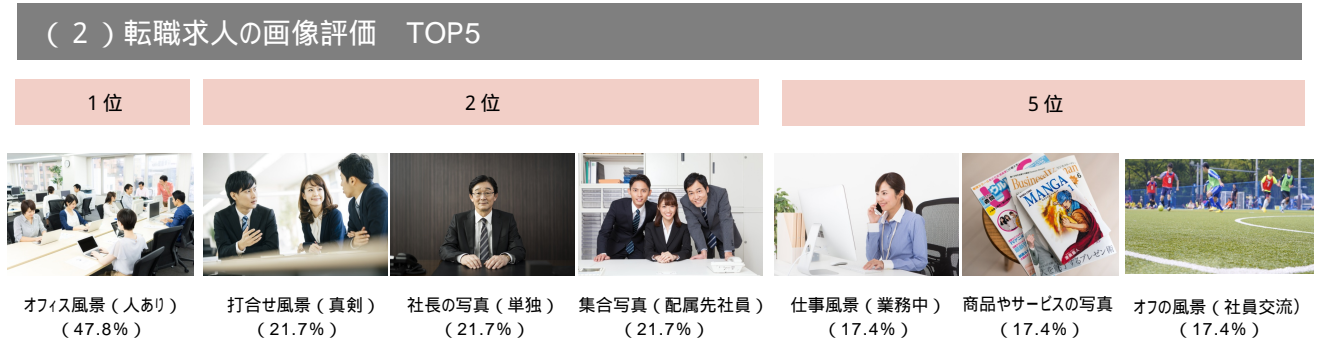 （2）転職求人の画像評価　TOP5
1位
2位
5位
Business
MANGA
オフィス風景（人あり）
（47.8%）
打合せ風景（真剣）
（21.7%）
社長の写真（単独）
（21.7%）
集合写真（配属先社員）
（21.7%）
仕事風景（業務中）
（17.4%）
商品やサービスの写真
（17.4%）
オフの風景（社員交流）
（17.4%）